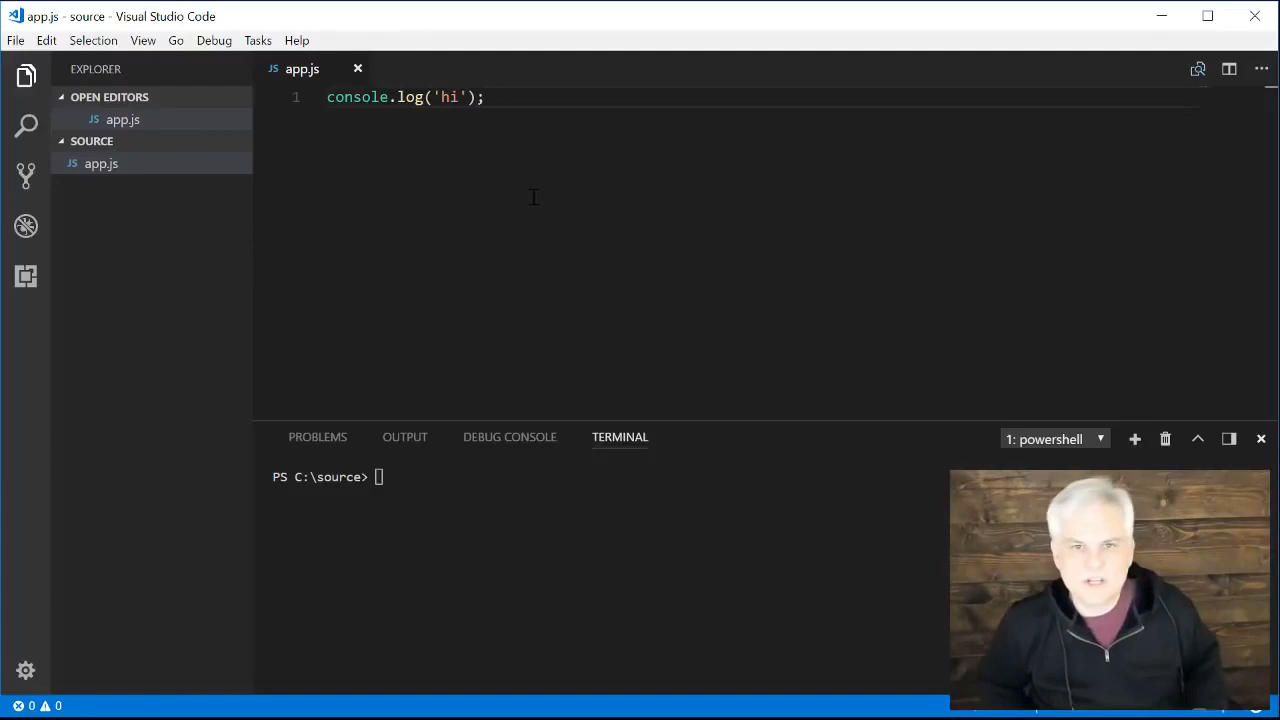 app.js - source - Visual Studio Code
File Edit Selection View Go Debug Tasks Help
EXPLORER
OPEN EDITORS
JS app.js
SOURCE
JS app.js
JS app.js
1 console.log('hi');
PROBLEMS OUTPUT DEBUG CONSOLE TERMINAL
1: powershell
PS C:\source>
0 0